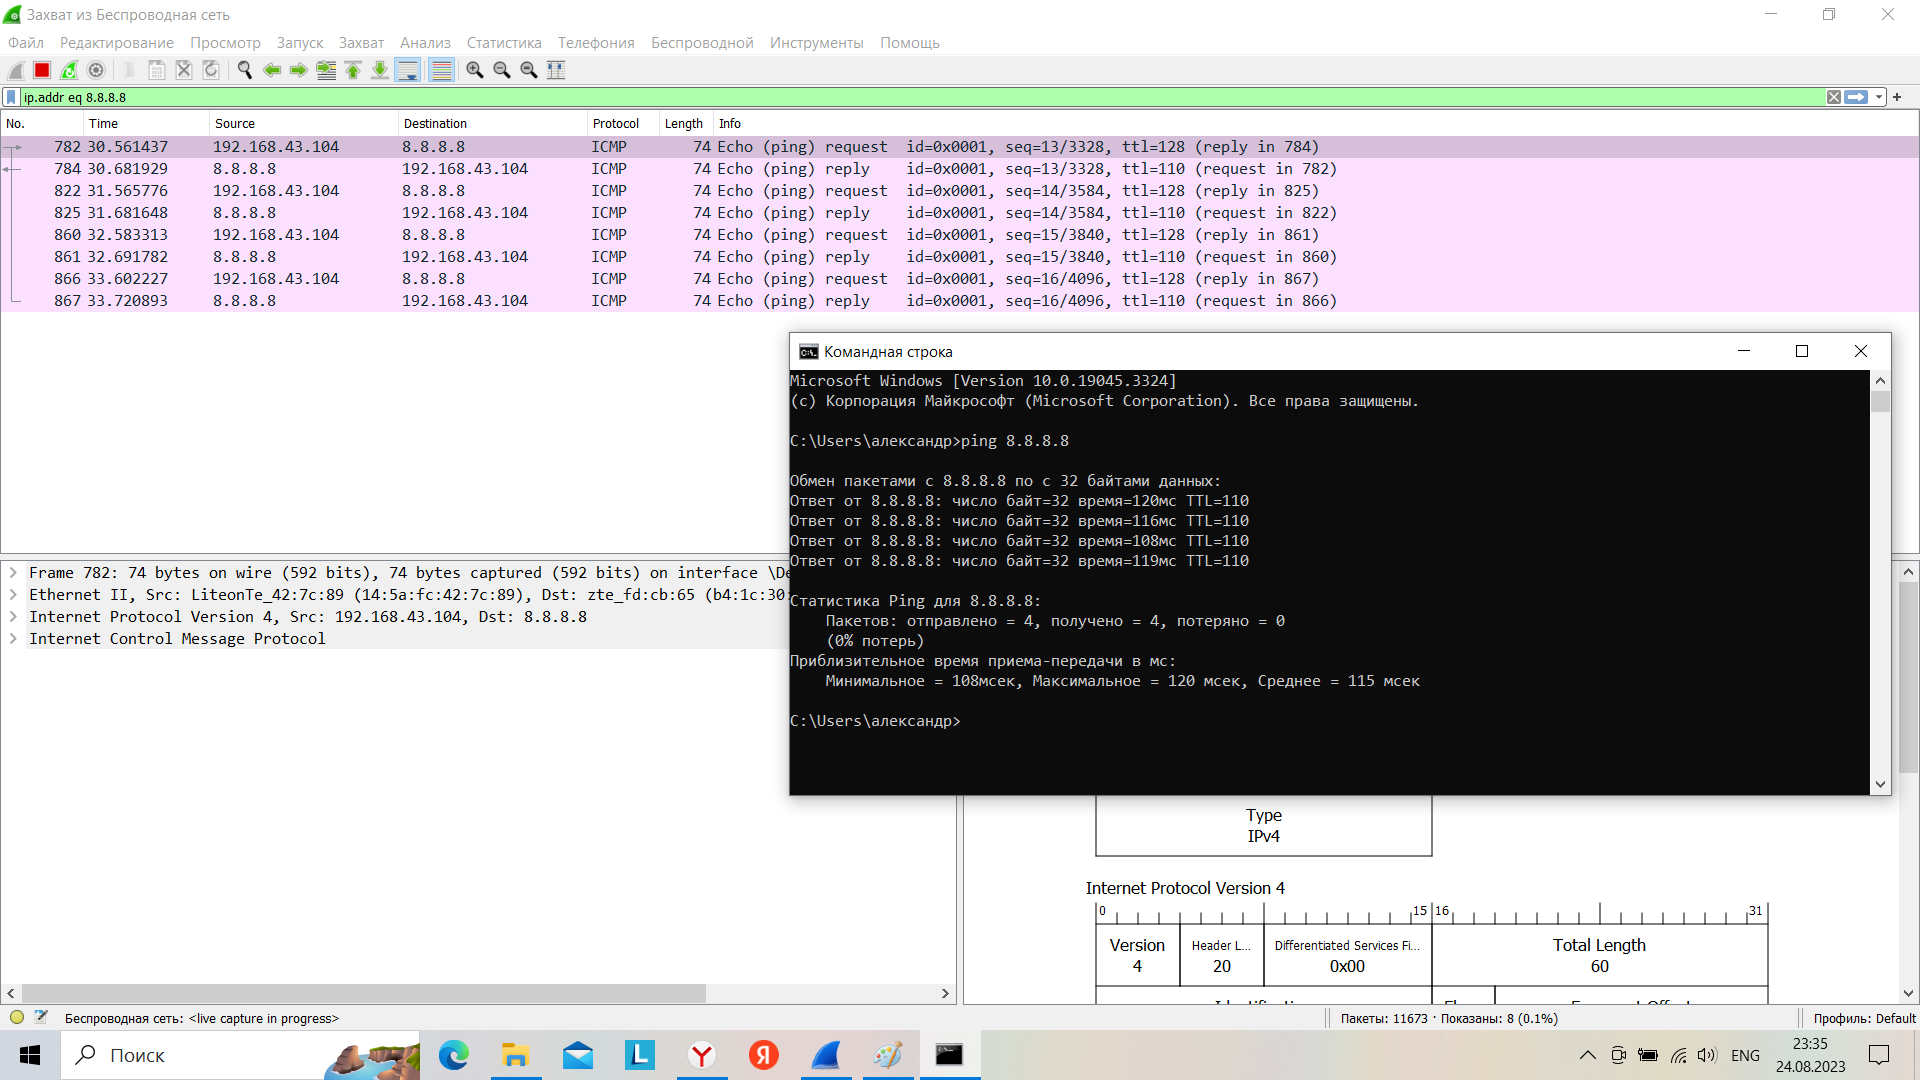 Захват из Беспроводная сеть
Файл Редактирование Просмотр Запуск Захват Анализ Статистика Телефония Беспроводной Инструменты Помощь
ip.addr eq 8.8.8.8
No. Time Source Destination Protocol Length Info
782 30.561437 192.168.43.104 8.8.8.8 ICMP 74 Echo (ping) request id=0x0001, seq=13/3328, ttl=128 (reply in 784)
784 30.681929 8.8.8.8 192.168.43.104 ICMP 74 Echo (ping) reply id=0x0001, seq=13/3328, ttl=110 (request in 782)
822 31.565776 192.168.43.104 8.8.8.8 ICMP 74 Echo (ping) request id=0x0001, seq=14/3584, ttl=128 (reply in 825)
825 31.681648 8.8.8.8 192.168.43.104 ICMP 74 Echo (ping) reply id=0x0001, seq=14/3584, ttl=110 (request in 822)
860 32.583313 192.168.43.104 8.8.8.8 ICMP 74 Echo (ping) request id=0x0001, seq=15/3840, ttl=128 (reply in 861)
861 32.691782 8.8.8.8 192.168.43.104 ICMP 74 Echo (ping) reply id=0x0001, seq=15/3840, ttl=110 (request in 860)
866 33.602227 192.168.43.104 8.8.8.8 ICMP 74 Echo (ping) request id=0x0001, seq=16/4096, ttl=128 (reply in 867)
867 33.720893 8.8.8.8 192.168.43.104 ICMP 74 Echo (ping) reply id=0x0001, seq=16/4096, ttl=110 (request in 866)
Командная строка
Microsoft Windows [Version 10.0.19045.3324]
(c) Корпорация Майкрософт (Microsoft Corporation). Все права защищены.
C:\Users\александр>ping 8.8.8.8
Обмен пакетами с 8.8.8.8 по с 32 байтами данных:
Ответ от 8.8.8.8: число байт=32 время=120мс TTL=110
Ответ от 8.8.8.8: число байт=32 время=116мс TTL=110
Ответ от 8.8.8.8: число байт=32 время=108мс TTL=110
Ответ от 8.8.8.8: число байт=32 время=119мс TTL=110
Статистика Ping для 8.8.8.8:
Пакетов: отправлено = 4, получено = 4, потеряно = 0
(0% потерь)
Приблизительное время приема-передачи в мс:
Минимальное = 108мсек, Максимальное = 120 мсек, Среднее = 115 мсек
C:\Users\александр>
Frame 782: 74 bytes on wire (592 bits), 74 bytes captured (592 bits) on interface
Ethernet II, Src: LiteonTe_42:7c:89 (14:5a:fc:42:7c:89), Dst: zte_fd:cb:65 (b4:1c:30:
Internet Protocol Version 4, Src: 192.168.43.104, Dst: 8.8.8.8
Internet Control Message Protocol
Type
IPv4
Internet Protocol Version 4
0 15 16 31
Version Header L... Differentiated Services Fi... Total Length
4 20 0x00 60
Беспроводная сеть: <live capture in progress>
Пакеты: 11673 · Показаны: 8 (0.1%)
Профиль: Default
Поиск
ENG
23:35
24.08.2023